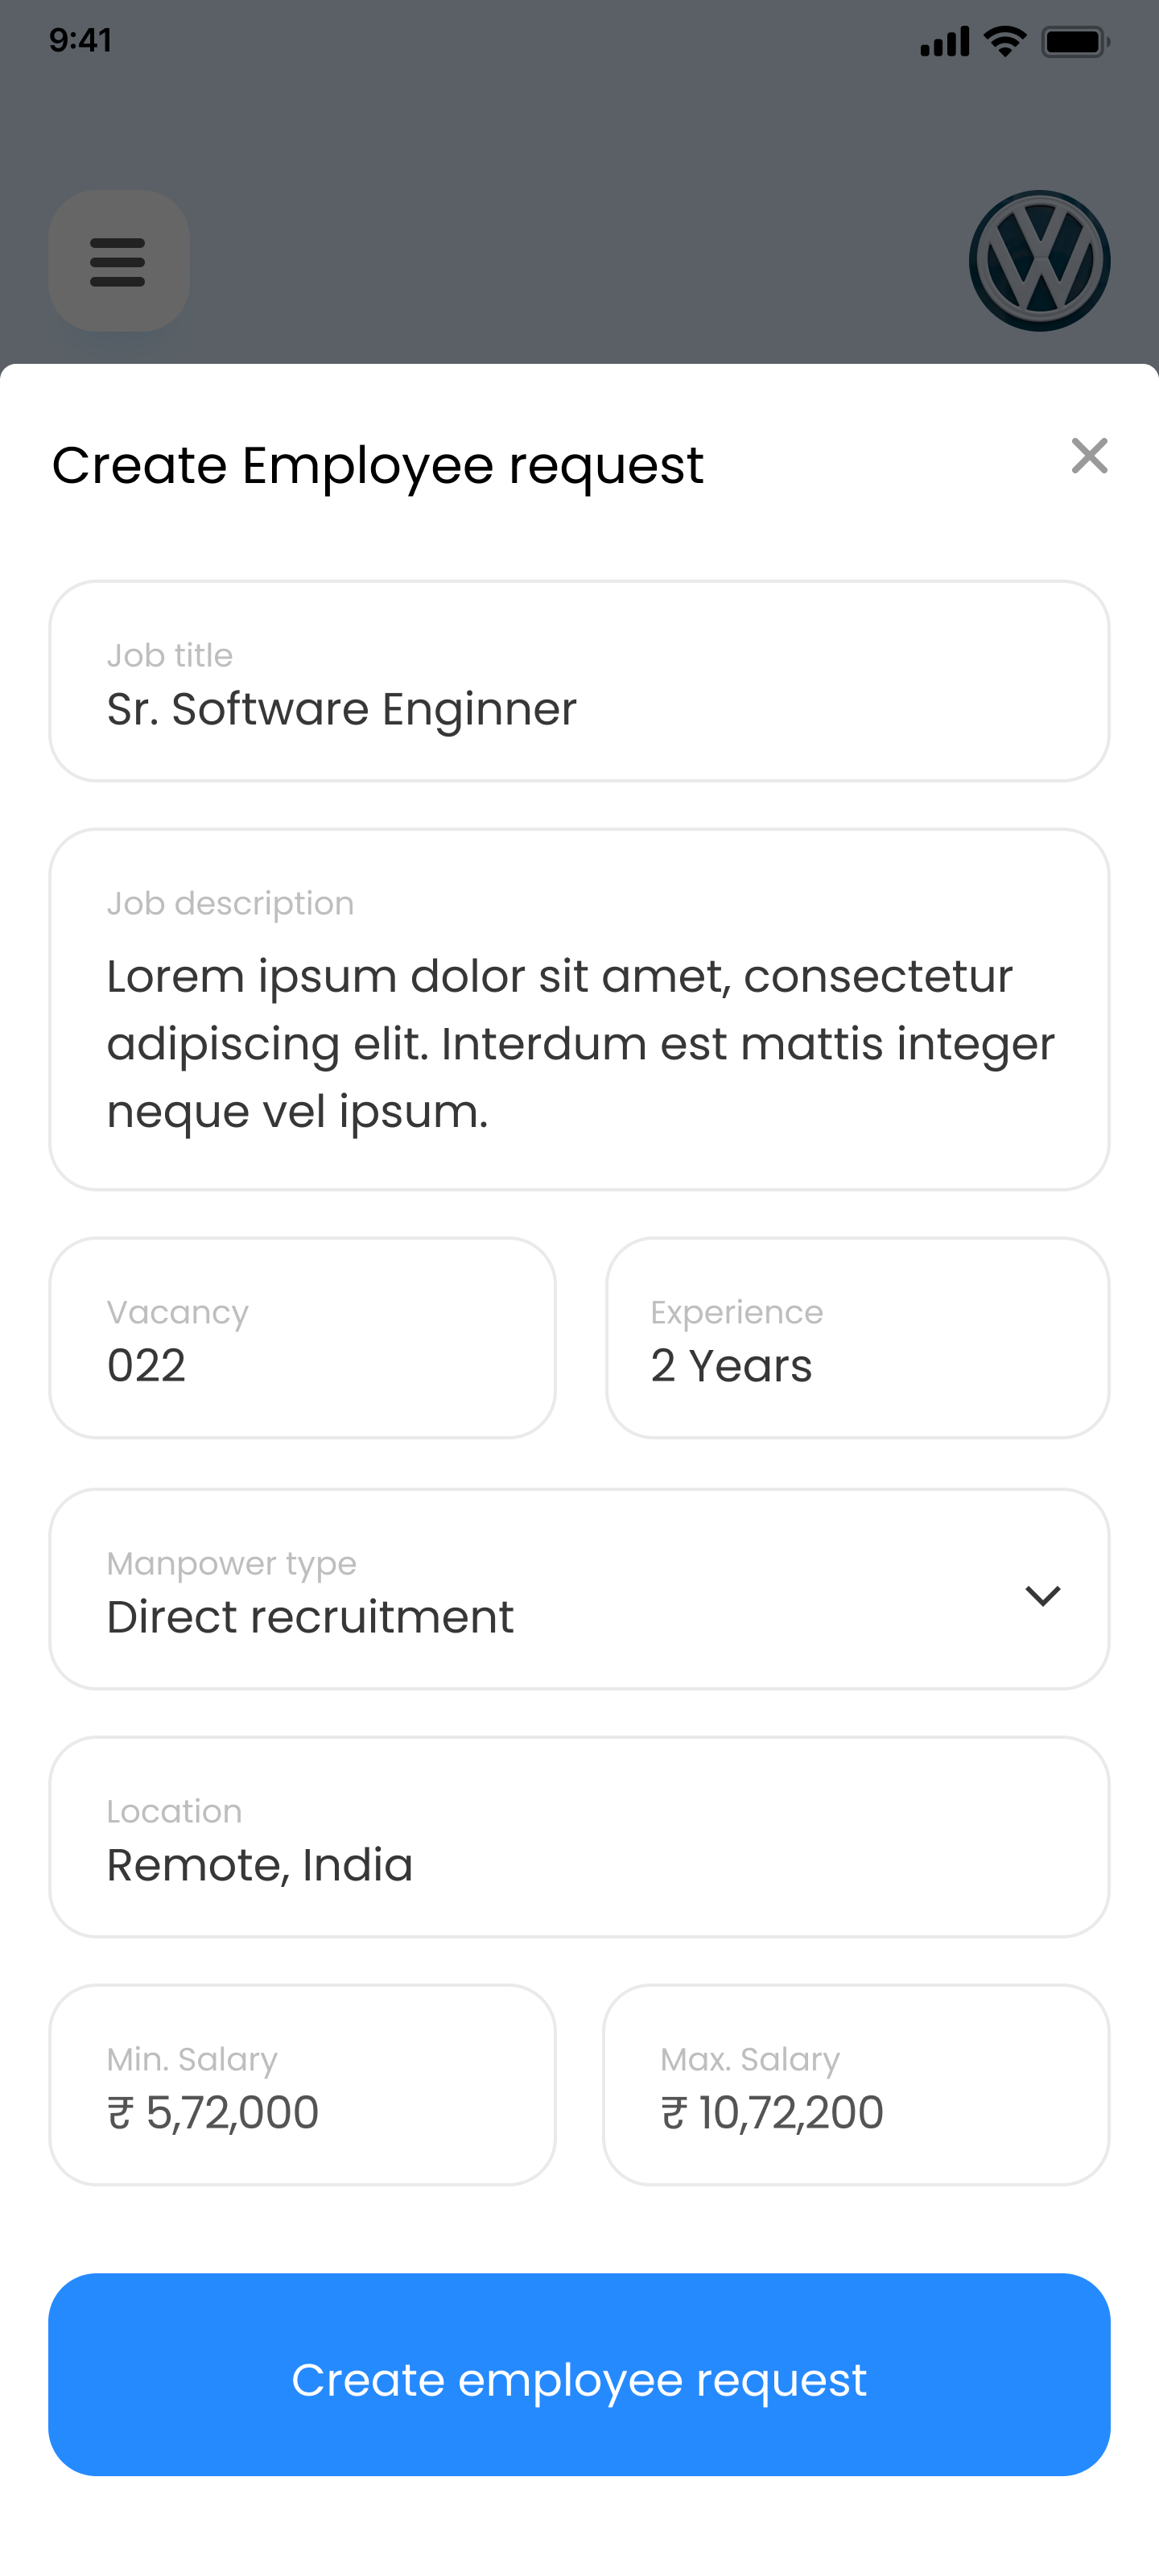 9:41
Create Employee request
Job title
Sr. Software Enginner
Job description
Lorem ipsum dolor sit amet, consectetur
adipiscing elit. Interdum est mattis integer
neque vel ipsum.
Vacancy
022
Experience
2 Years
Manpower type
Direct recruitment
Location
Remote, India
Min. Salary
₹ 5,72,000
Max. Salary
₹ 10,72,200
Create employee request